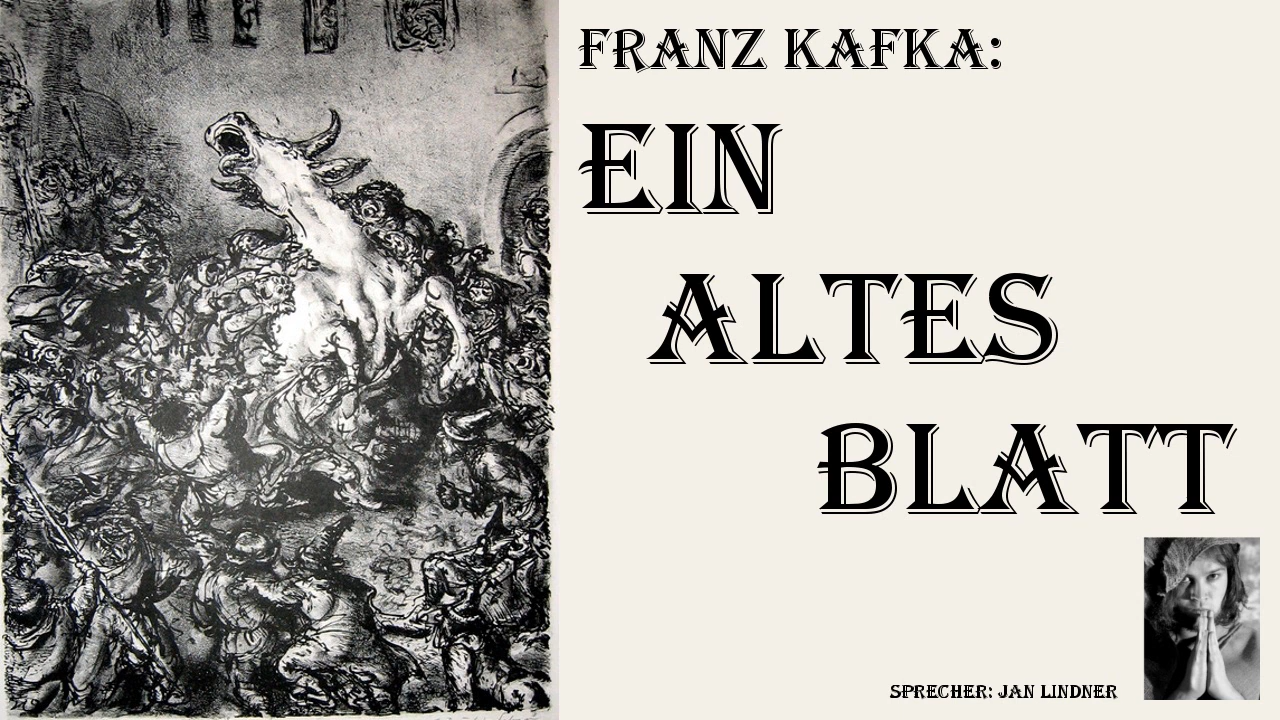 FRANZ KAFKA:
EIN
ALTES
BLATT
SPRECHER: JAN LINDNER